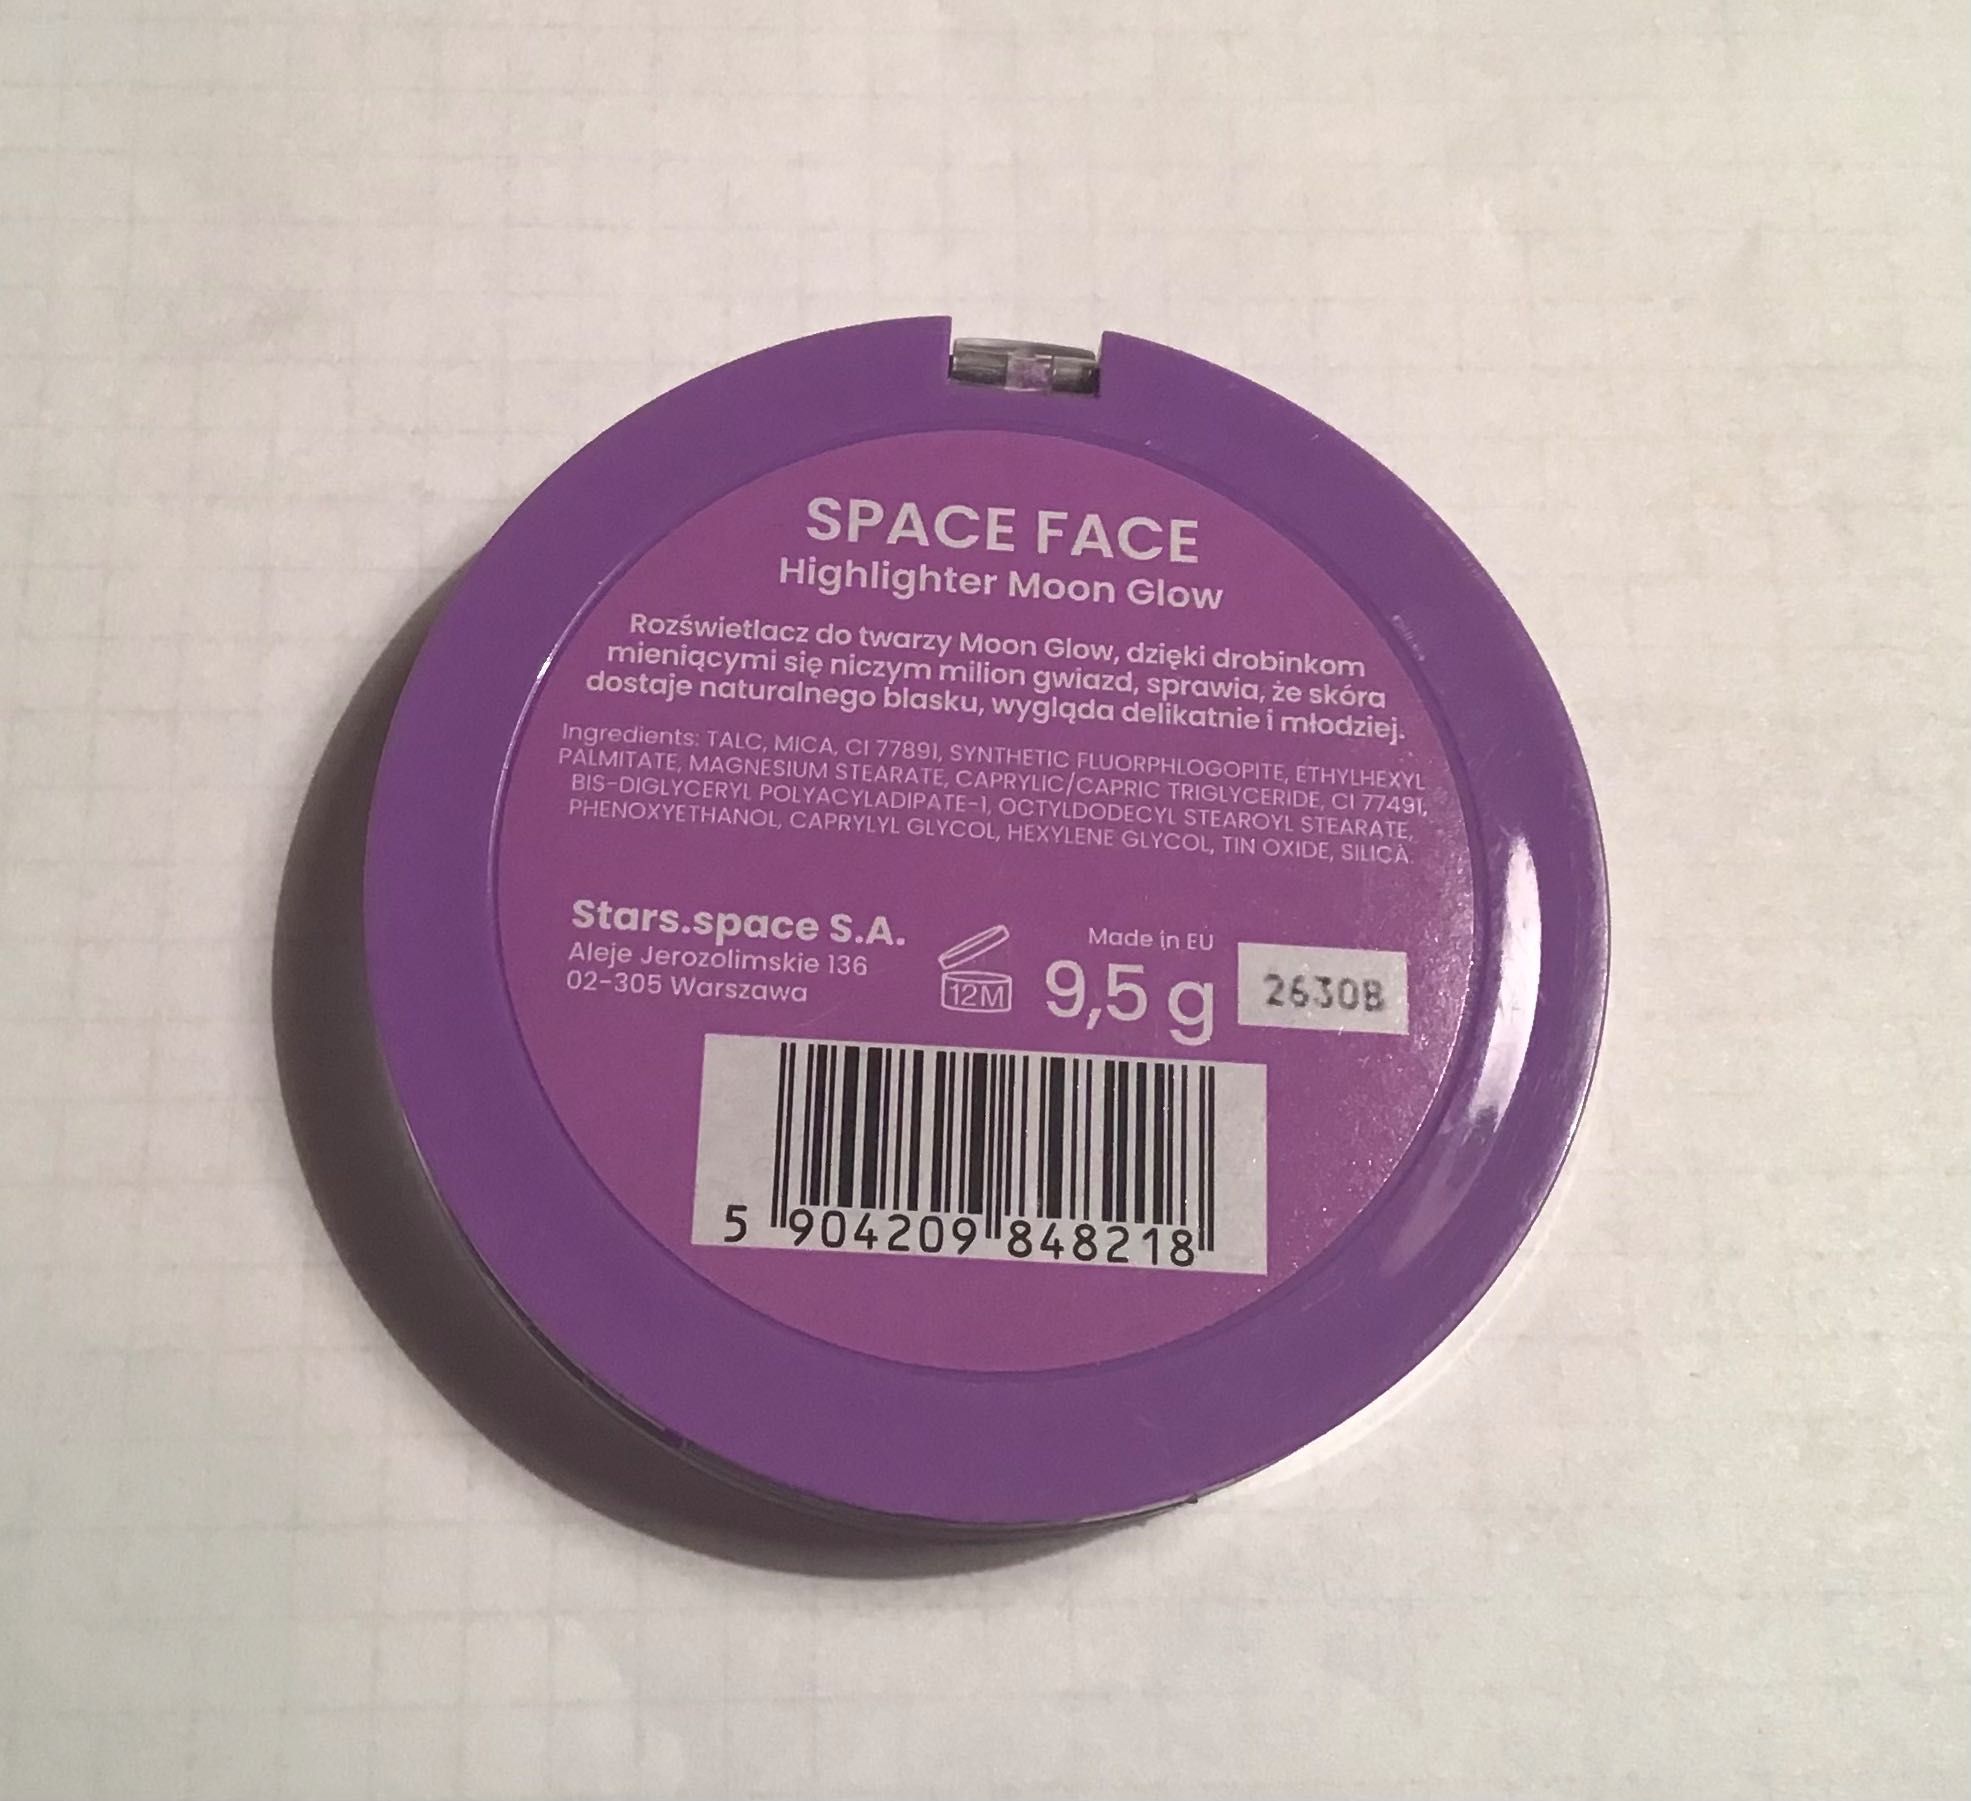 SPACE FACE
Highlighter Moon Glow
Rozświetlacz do twarzy Moon Glow, dzięki drobinkom
mieniącymi się niczym milion gwiazd, sprawia, że skóra
dostaje naturalnego blasku, wygląda delikatnie i młodziej.
Ingredients: TALC, MICA, CI 77891, SYNTHETIC FLUORPHLOGOPITE, ETHYLHEXYL
PALMITATE, MAGNESIUM STEARATE, CAPRYLIC/CAPRIC TRIGLYCERIDE, CI 77491,
BIS-DIGLYCERYL POLYACYLADIPATE-1, OCTYLDODECYL STEAROYL STEARATE,
PHENOXYETHANOL, CAPRYLYL GLYCOL, HEXYLENE GLYCOL, TIN OXIDE, SILICA.
Stars.space S.A.
Aleje Jerozolimskie 136
02-305 Warszawa
12M
Made in EU
9,5 g
2630B
5 904209 848218